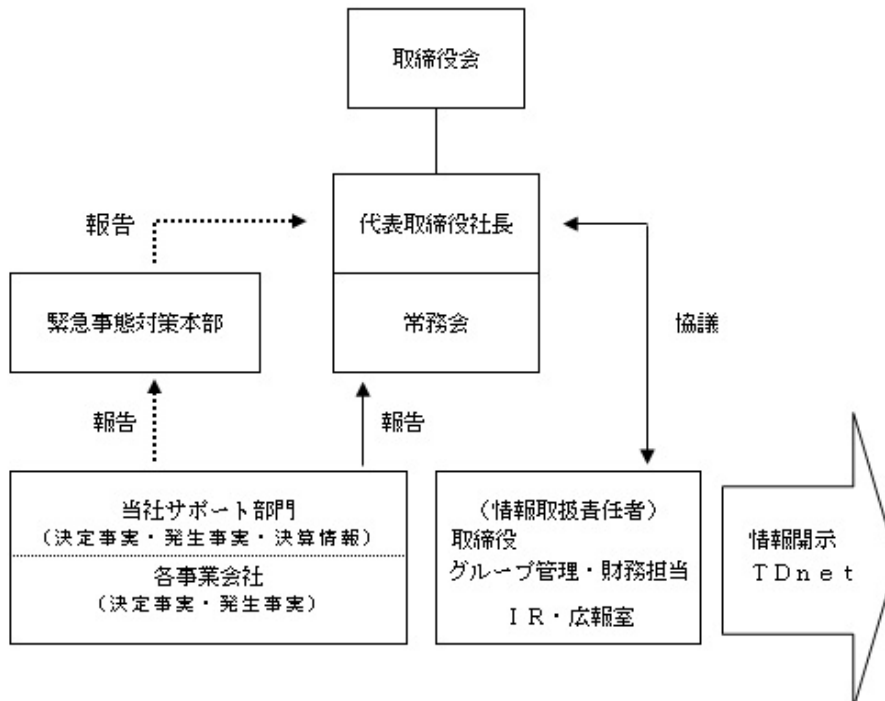 取締役会
報告
代表取締役社長
緊急事態対策本部
常務会
協議
報告
報告
当社サポート部門
(決定事実・発生事実・決算情報)
各事業会社
(決定事実・発生事実)
(情報取扱責任者)
取締役
グループ管理・財務担当
IR・広報室
情報開示
TDnet